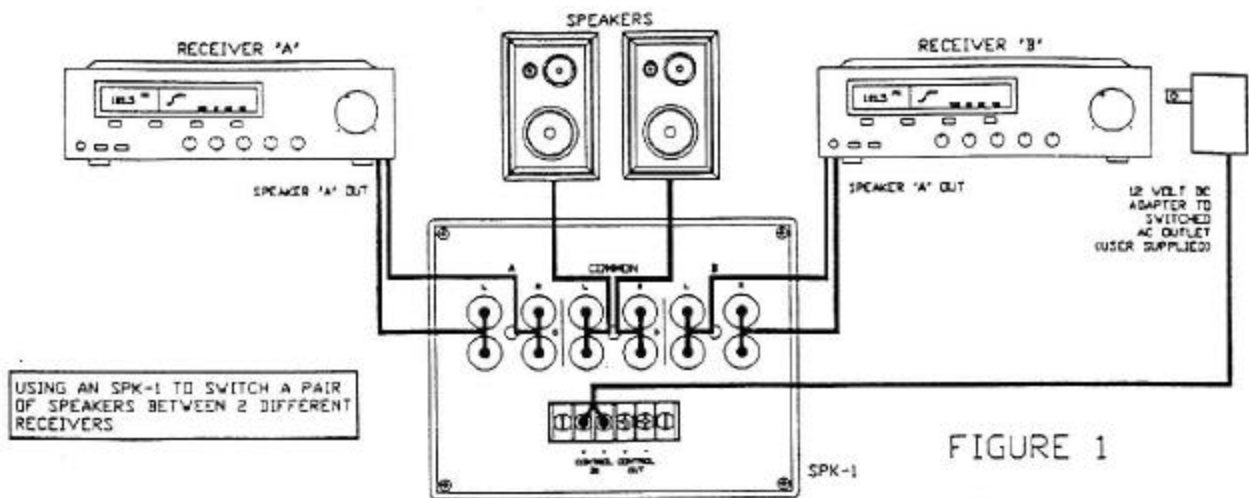 SPEAKERS
RECEIVER 'A'
RECEIVER 'B'
SPEAKER 'A' OUT
SPEAKER 'A' OUT
12 VOLT DC
ADAPTER TO
SWITCHED
AC OUTLET
(USER SUPPLIED)
A COMMON B
L R L R L R
USING AN SPK-1 TO SWITCH A PAIR
OF SPEAKERS BETWEEN 2 DIFFERENT
RECEIVERS
CONTROL CONTROL
IN OUT
SPK-1
FIGURE 1